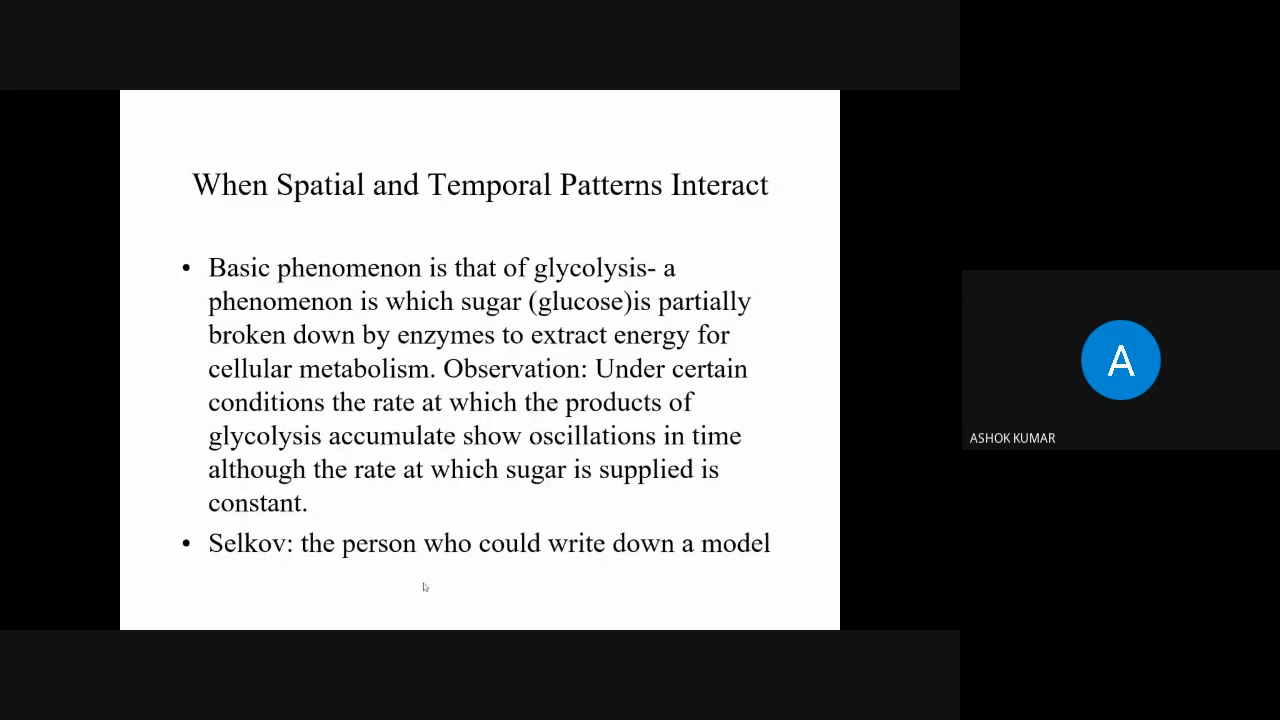 When Spatial and Temporal Patterns Interact
• Basic phenomenon is that of glycolysis- a
phenomenon is which sugar (glucose)is partially
broken down by enzymes to extract energy for
cellular metabolism. Observation: Under certain
conditions the rate at which the products of
glycolysis accumulate show oscillations in time
although the rate at which sugar is supplied is
constant.
• Selkov: the person who could write down a model
A
ASHOK KUMAR